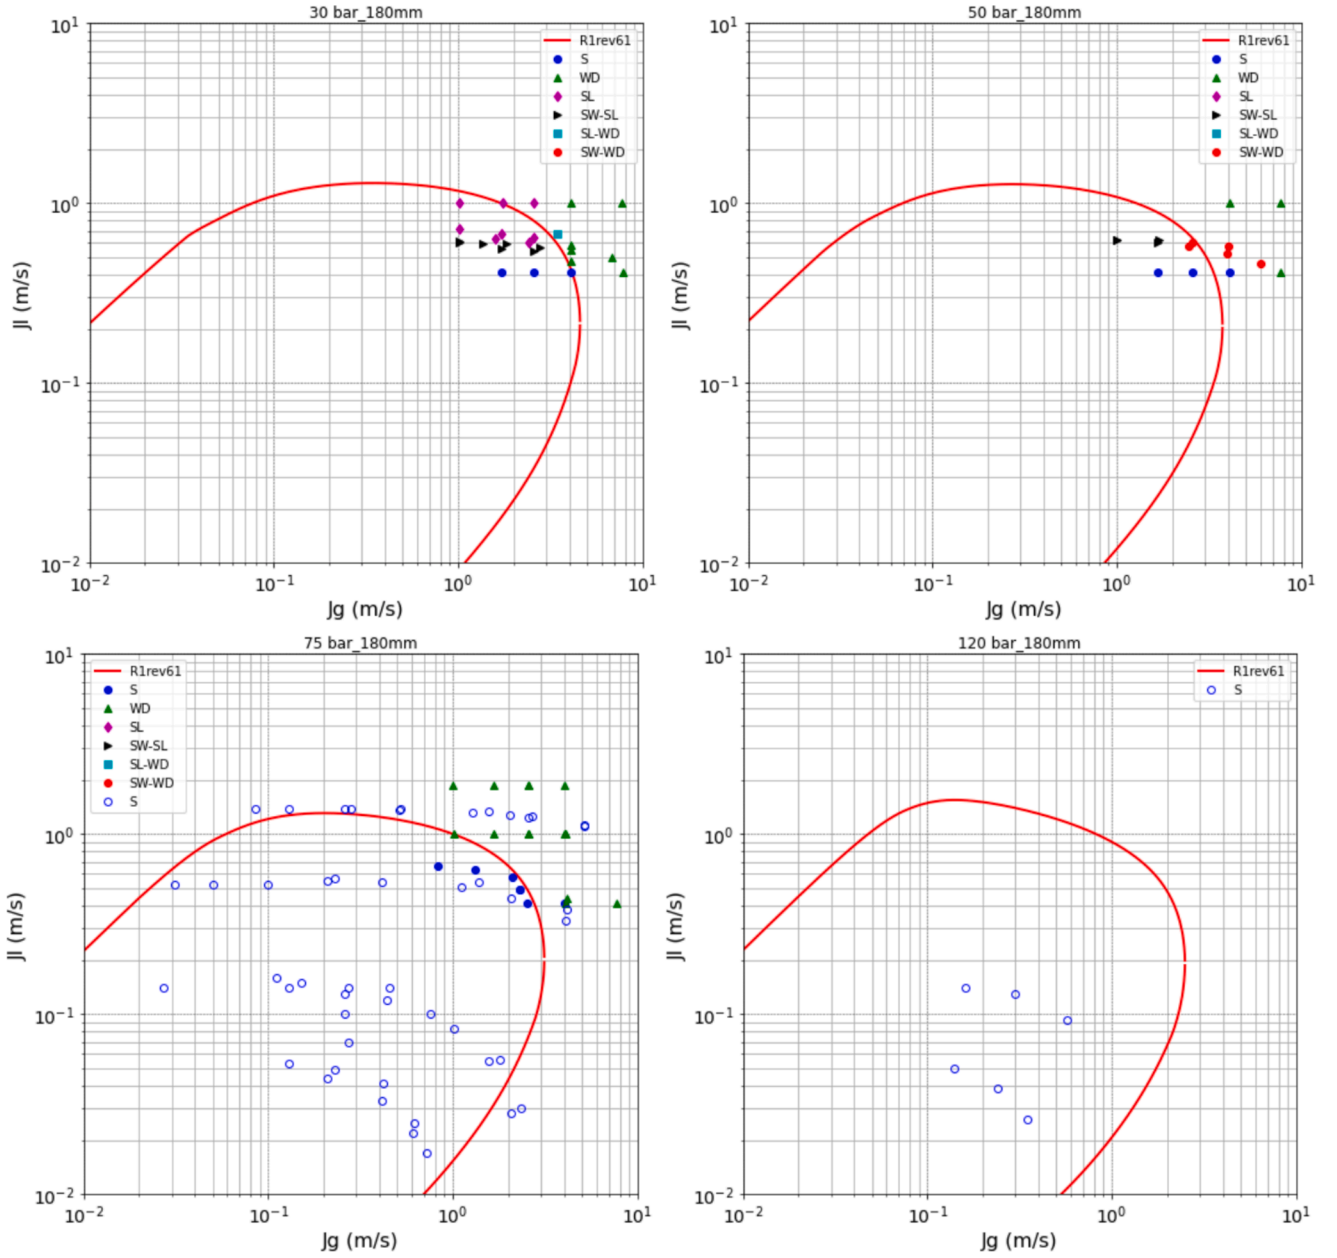 30 bar_180mm
10¹
10⁰
10⁻¹
10⁻²
10⁻²
10⁻¹
10⁰
10¹
Jl (m/s)
Jg (m/s)
R1rev61
S
WD
SL
SW-SL
SL-WD
SW-WD
50 bar_180mm
10¹
10⁰
10⁻¹
10⁻²
10⁻²
10⁻¹
10⁰
10¹
Jl (m/s)
Jg (m/s)
R1rev61
S
WD
SL
SW-SL
SL-WD
SW-WD
75 bar_180mm
10¹
10⁰
10⁻¹
10⁻²
10⁻²
10⁻¹
10⁰
10¹
Jl (m/s)
Jg (m/s)
R1rev61
S
WD
SL
SW-SL
SL-WD
SW-WD
S
120 bar_180mm
10¹
10⁰
10⁻¹
10⁻²
10⁻²
10⁻¹
10⁰
10¹
Jl (m/s)
Jg (m/s)
R1rev61
S